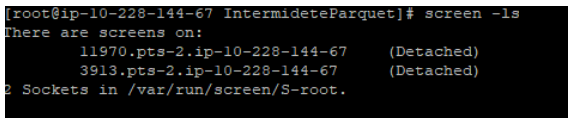 [root@ip-10-228-144-67 IntermideteParquet]# screen -ls
There are screens on:
11970.pts-2.ip-10-228-144-67 (Detached)
3913.pts-2.ip-10-228-144-67 (Detached)
2 Sockets in /var/run/screen/S-root.